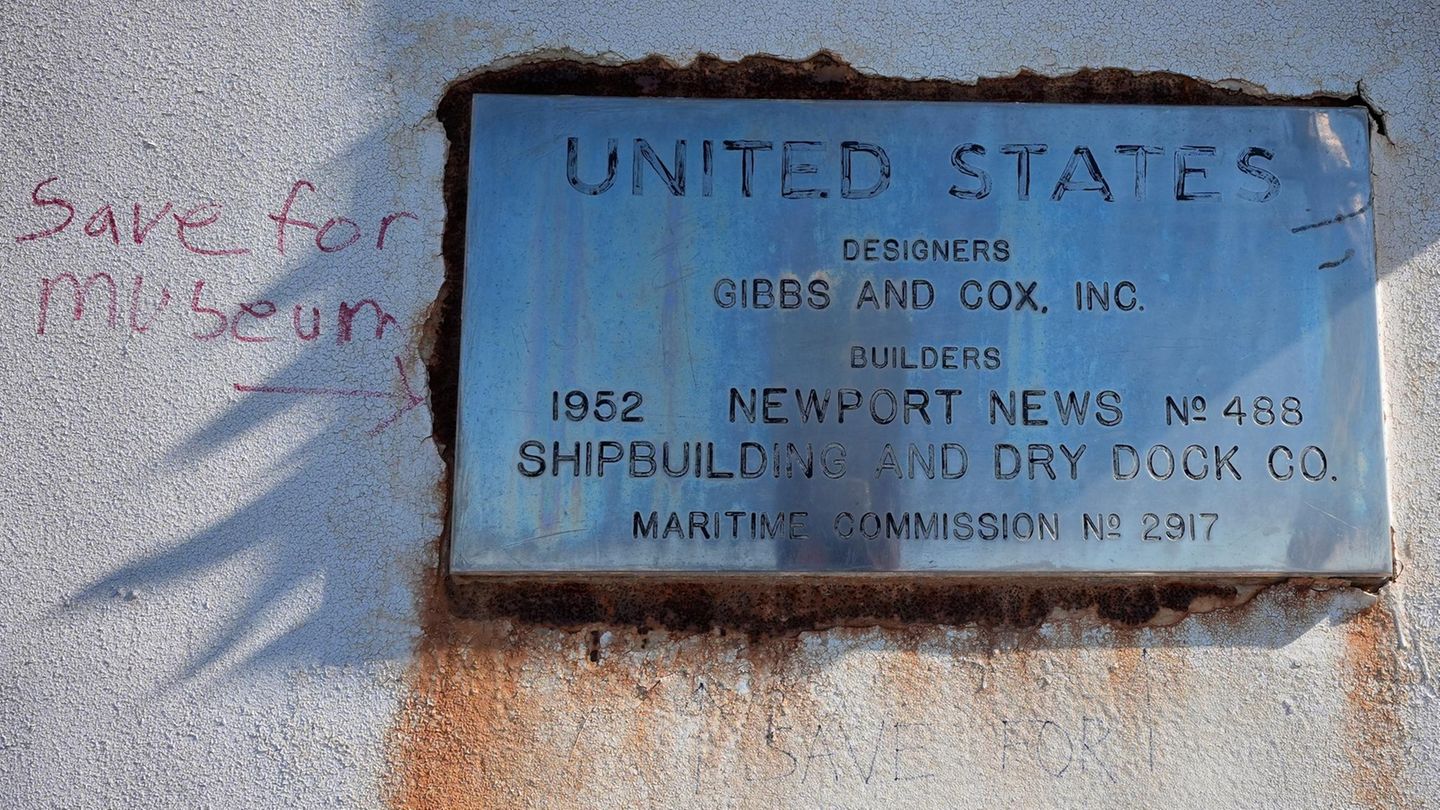 Save for
Museum
UNITED STATES
DESIGNERS
GIBBS AND COX, INC.
BUILDERS
1952 NEWPORT NEWS Nº 488
SHIPBUILDING AND DRY DOCK CO.
MARITIME COMMISSION Nº 2917
SAVE FOR